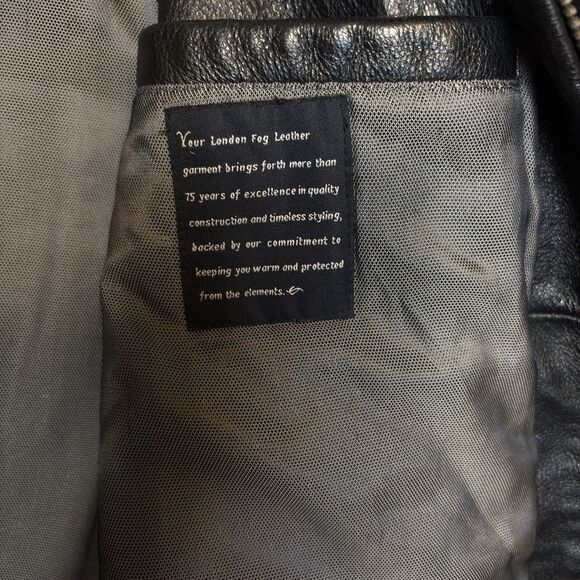 Your London Fog Leather
garment brings forth more than
75 years of excellence in quality
construction and timeless styling,
backed by our commitment to
keeping you warm and protected
from the elements.